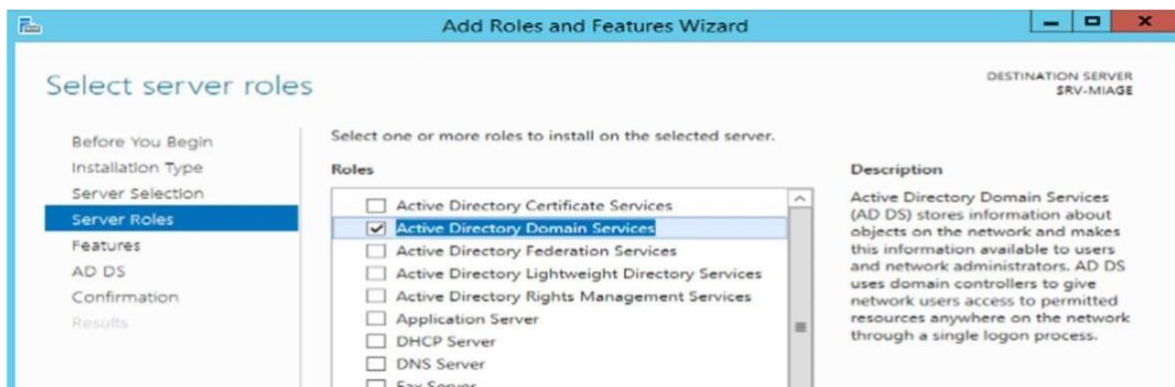 Add Roles and Features Wizard
Select server roles
DESTINATION SERVER
SRV-MIAGE
Before You Begin
Installation Type
Server Selection
Server Roles
Features
AD DS
Confirmation
Results
Select one or more roles to install on the selected server.
Roles
Active Directory Certificate Services
Active Directory Domain Services
Active Directory Federation Services
Active Directory Lightweight Directory Services
Active Directory Rights Management Services
Application Server
DHCP Server
DNS Server
Fax Server
Description
Active Directory Domain Services
(AD DS) stores information about
objects on the network and makes
this information available to users
and network administrators. AD DS
uses domain controllers to give
network users access to permitted
resources anywhere on the network
through a single logon process.